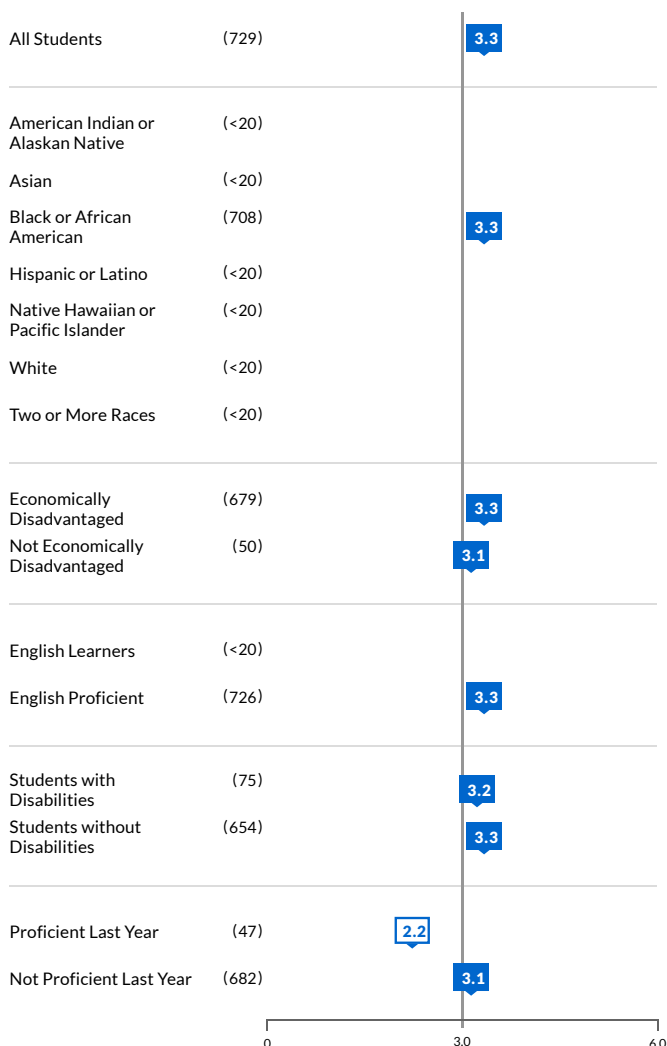 All Students (729) 3.3
American Indian or (<20)
Alaskan Native
Asian (<20)
Black or African (708) 3.3
American
Hispanic or Latino (<20)
Native Hawaiian or (<20)
Pacific Islander
White (<20)
Two or More Races (<20)
Economically (679) 3.3
Disadvantaged
Not Economically (50) 3.1
Disadvantaged
English Learners (<20)
English Proficient (726) 3.3
Students with (75) 3.2
Disabilities
Students without (654) 3.3
Disabilities
Proficient Last Year (47) 2.2
Not Proficient Last Year (682) 3.1
0 3.0 6.0